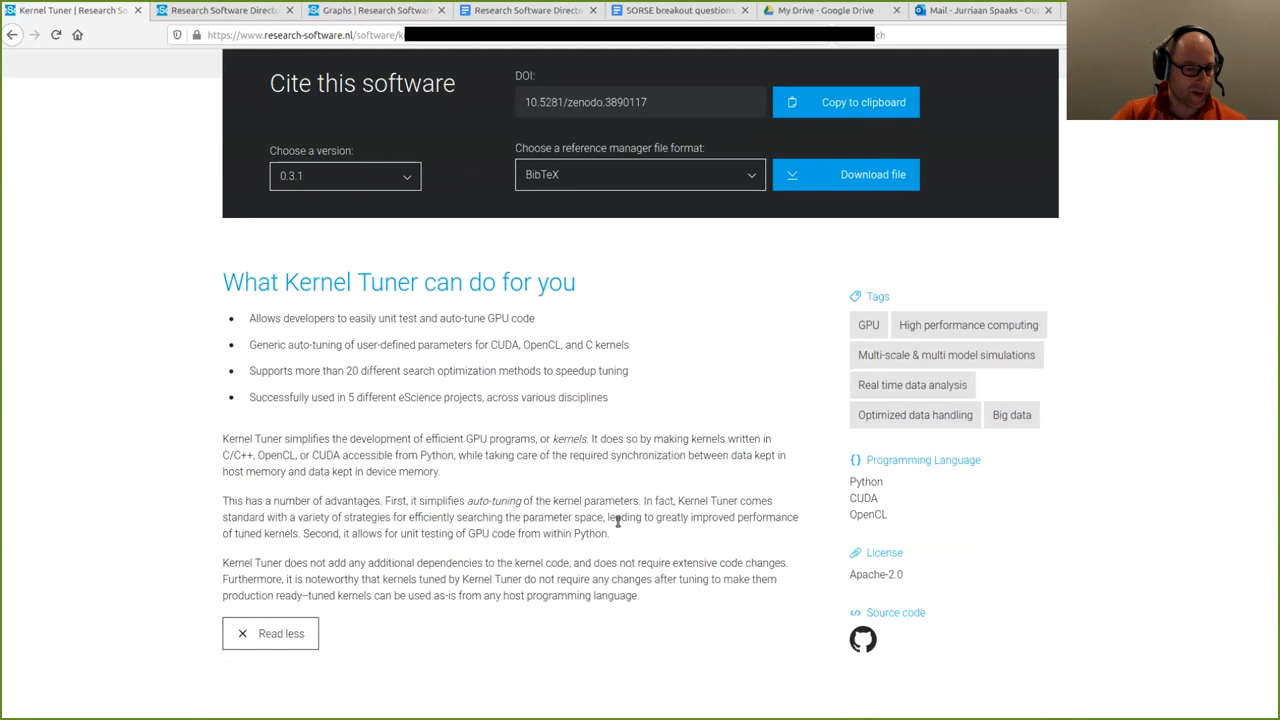 Kernel Tuner | Research So
Research Software Directo
Graphs | Research Software
Research Software Directo
SORSE breakout questions,
My Drive - Google Drive
Mail - Jurriaan Spaaks - Ou
https://www.research-software.nl/software/k
ch
Cite this software
DOI:
10.5281/zenodo.3890117
Copy to clipboard
Choose a version:
0.3.1
Choose a reference manager file format:
BibTeX
Download file
What Kernel Tuner can do for you
Allows developers to easily unit test and auto-tune GPU code
Generic auto-tuning of user-defined parameters for CUDA, OpenCL, and C kernels
Supports more than 20 different search optimization methods to speedup tuning
Successfully used in 5 different eScience projects, across various disciplines
Kernel Tuner simplifies the development of efficient GPU programs, or kernels. It does so by making kernels written in
C/C++, OpenCL, or CUDA accessible from Python, while taking care of the required synchronization between data kept in
host memory and data kept in device memory.
This has a number of advantages. First, it simplifies auto-tuning of the kernel parameters. In fact, Kernel Tuner comes
standard with a variety of strategies for efficiently searching the parameter space, leading to greatly improved performance
of tuned kernels. Second, it allows for unit testing of GPU code from within Python.
Kernel Tuner does not add any additional dependencies to the kernel code, and does not require extensive code changes.
Furthermore, it is noteworthy that kernels tuned by Kernel Tuner do not require any changes after tuning to make them
production ready–tuned kernels can be used as-is from any host programming language.
Read less
Tags
GPU
High performance computing
Multi-scale & multi model simulations
Real time data analysis
Optimized data handling
Big data
Programming Language
Python
CUDA
OpenCL
License
Apache-2.0
Source code